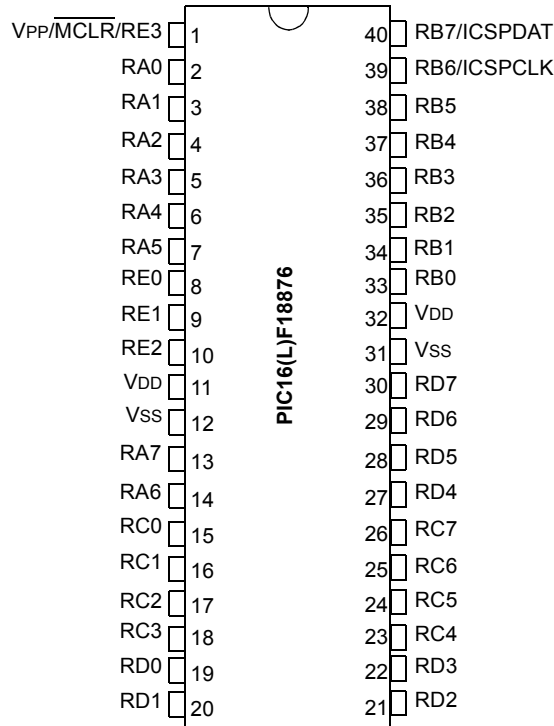 VPP/MCLR/RE3 1 40 RB7/ICSPDAT
RA0 2 39 RB6/ICSPCLK
RA1 3 38 RB5
RA2 4 37 RB4
RA3 5 36 RB3
RA4 6 35 RB2
RA5 7 34 RB1
RE0 8 33 RB0
RE1 9 32 VDD
RE2 10 31 VSS
VDD 11 30 RD7
VSS 12 29 RD6
RA7 13 28 RD5
RA6 14 27 RD4
RC0 15 26 RC7
RC1 16 25 RC6
RC2 17 24 RC5
RC3 18 23 RC4
RD0 19 22 RD3
RD1 20 21 RD2
PIC16(L)F18876